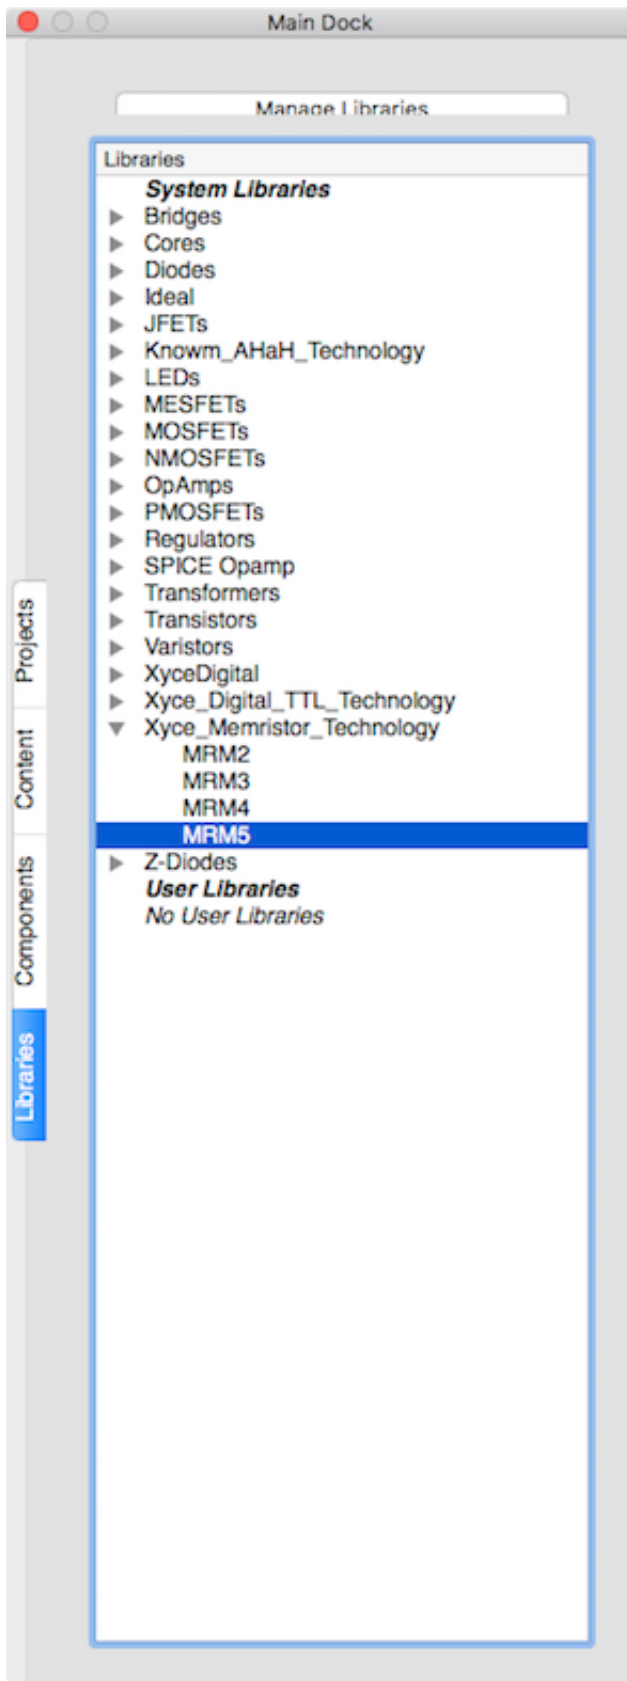 Main Dock
Manage Libraries
Libraries
System Libraries
Bridges
Cores
Diodes
Ideal
JFETs
Knowm_AHaH_Technology
LEDs
MESFETs
MOSFETs
NMOSFETs
OpAmps
PMOSFETs
Regulators
SPICE Opamp
Transformers
Transistors
Varistors
XyceDigital
Xyce_Digital_TTL_Technology
Xyce_Memristor_Technology
MRM2
MRM3
MRM4
MRM5
Z-Diodes
User Libraries
No User Libraries
Projects
Content
Components
Libraries